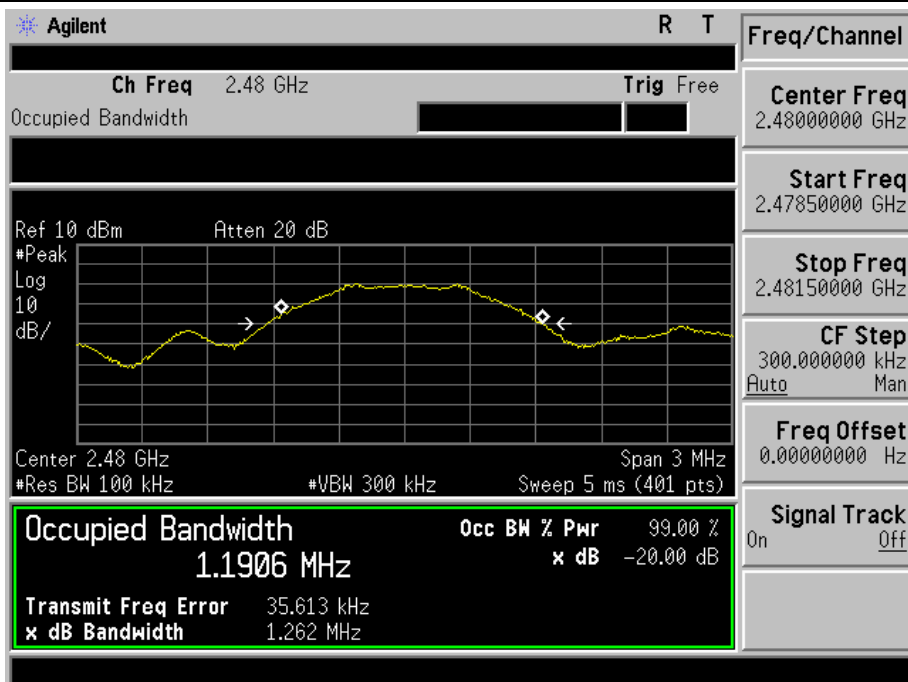 Agilent R T
Ch Freq 2.48 GHz Trig Free
Occupied Bandwidth
Ref 10 dBm Atten 20 dB
#Peak
Log
10
dB/
Center 2.48 GHz Span 3 MHz
#Res BW 100 kHz #VBW 300 kHz Sweep 5 ms (401 pts)
Occupied Bandwidth Occ BW % Pwr 99.00 %
1.1906 MHz x dB -20.00 dB
Transmit Freq Error 35.613 kHz
x dB Bandwidth 1.262 MHz
Freq/Channel
Center Freq
2.48000000 GHz
Start Freq
2.47850000 GHz
Stop Freq
2.48150000 GHz
CF Step
300.000000 kHz
Auto Man
Freq Offset
0.00000000 Hz
Signal Track
On Off